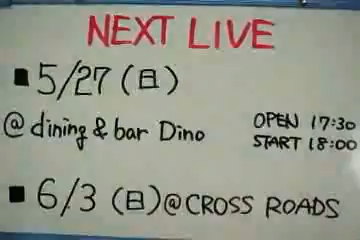 NEXT LIVE
■ 5/27 (日)
@ dining & bar Dino
OPEN 17:30
START 18:00
■ 6/3 (日) @ CROSS ROADS